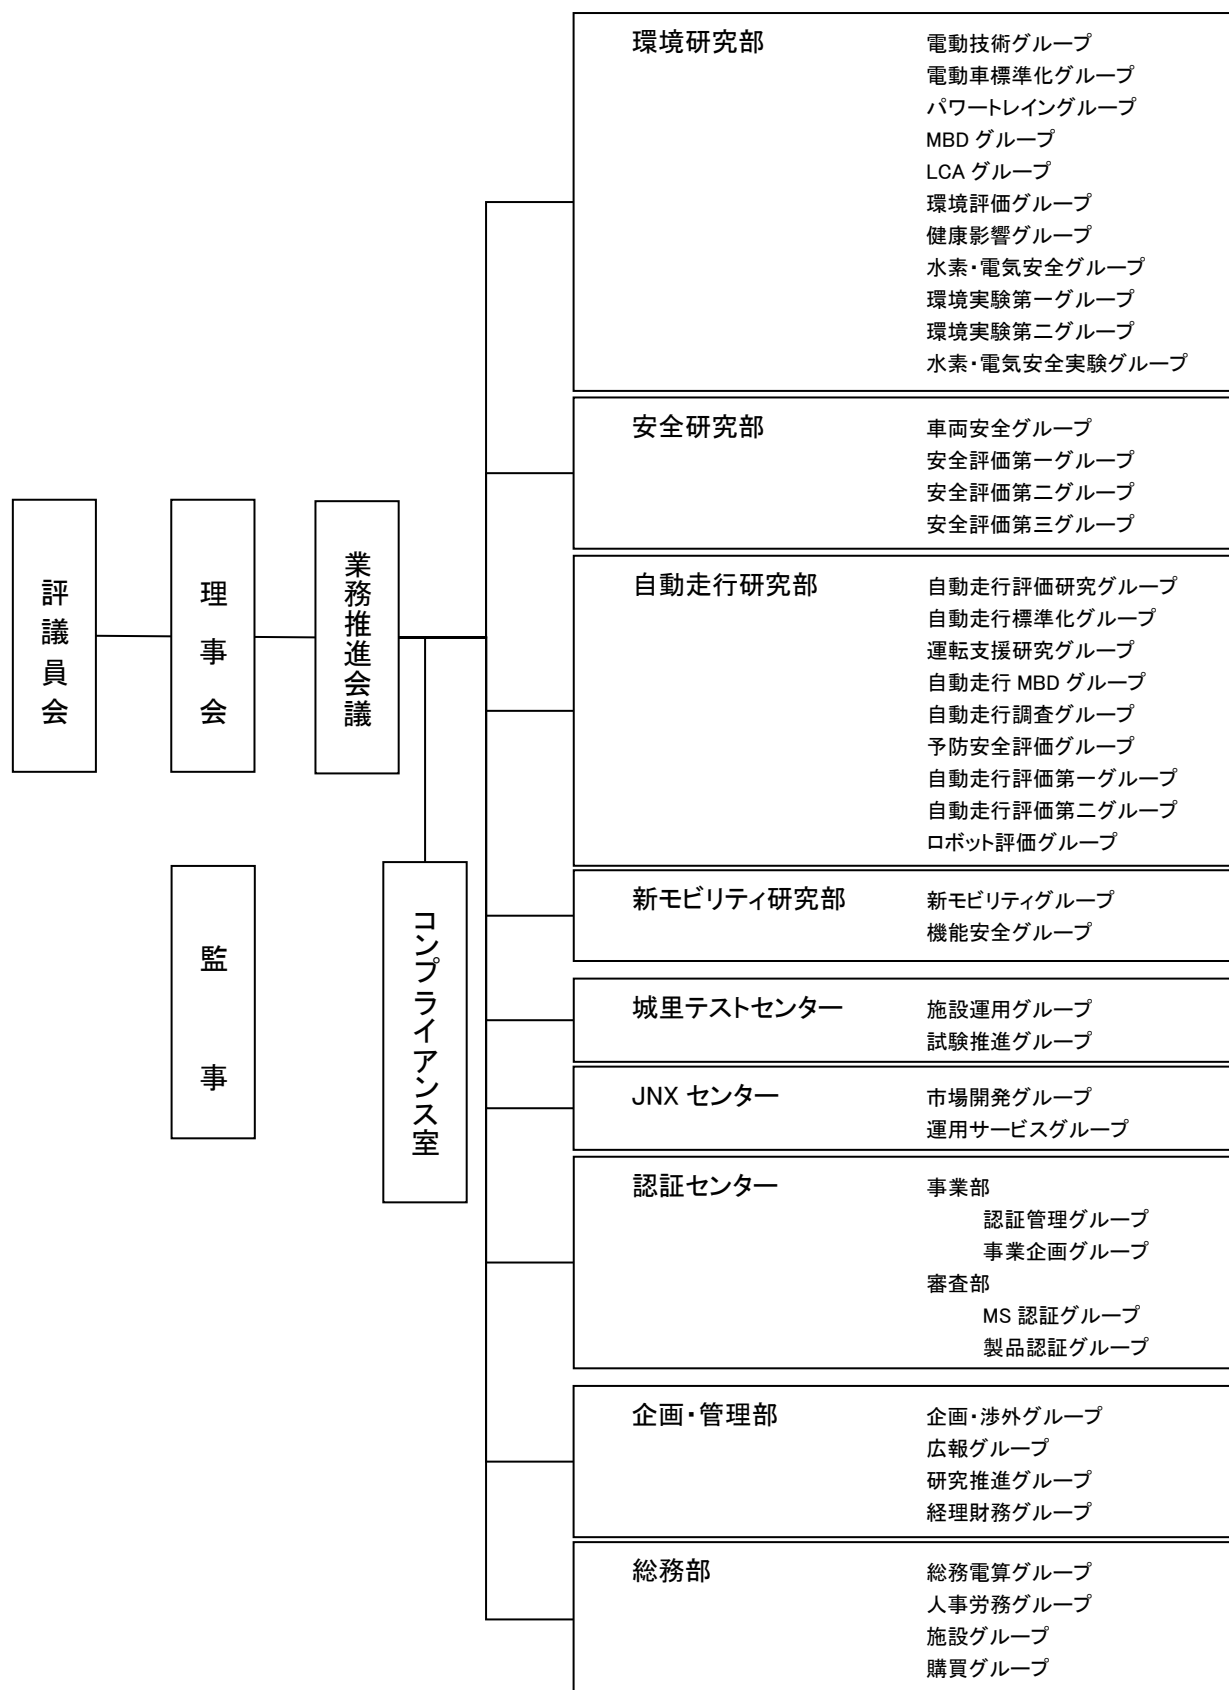 評議員会
理事会
業務推進会議
監事
コンプライアンス室
環境研究部
電動技術グループ
電動車標準化グループ
パワートレイングループ
MBD グループ
LCA グループ
環境評価グループ
健康影響グループ
水素・電気安全グループ
環境実験第一グループ
環境実験第二グループ
水素・電気安全実験グループ
安全研究部
車両安全グループ
安全評価第一グループ
安全評価第二グループ
安全評価第三グループ
自動走行研究部
自動走行評価研究グループ
自動走行標準化グループ
運転支援研究グループ
自動走行 MBD グループ
自動走行調査グループ
予防安全評価グループ
自動走行評価第一グループ
自動走行評価第二グループ
ロボット評価グループ
新モビリティ研究部
新モビリティグループ
機能安全グループ
城里テストセンター
施設運用グループ
試験推進グループ
JNX センター
市場開発グループ
運用サービスグループ
認証センター
事業部
認証管理グループ
事業企画グループ
審査部
MS 認証グループ
製品認証グループ
企画・管理部
企画・渉外グループ
広報グループ
研究推進グループ
経理財務グループ
総務部
総務電算グループ
人事労務グループ
施設グループ
購買グループ